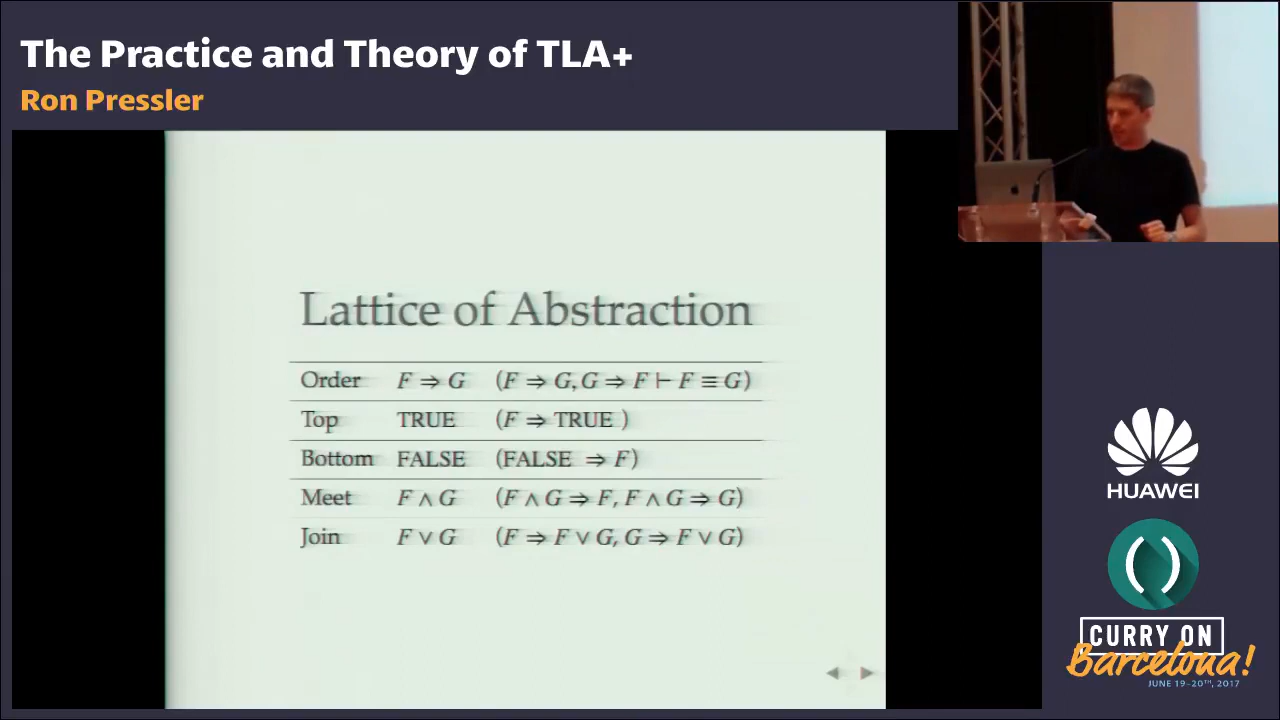 The Practice and Theory of TLA+
Ron Pressler
Lattice of Abstraction
Order F ⇒ G (F ⇒ G, G ⇒ F ⊢ F ≡ G)
Top TRUE (F ⇒ TRUE )
Bottom FALSE (FALSE ⇒ F)
Meet F ∧ G (F ∧ G ⇒ F, F ∧ G ⇒ G)
Join F ∨ G (F ⇒ F ∨ G, G ⇒ F ∨ G)
HUAWEI
CURRY ON
Barcelona!
JUNE 19-20TH, 2017